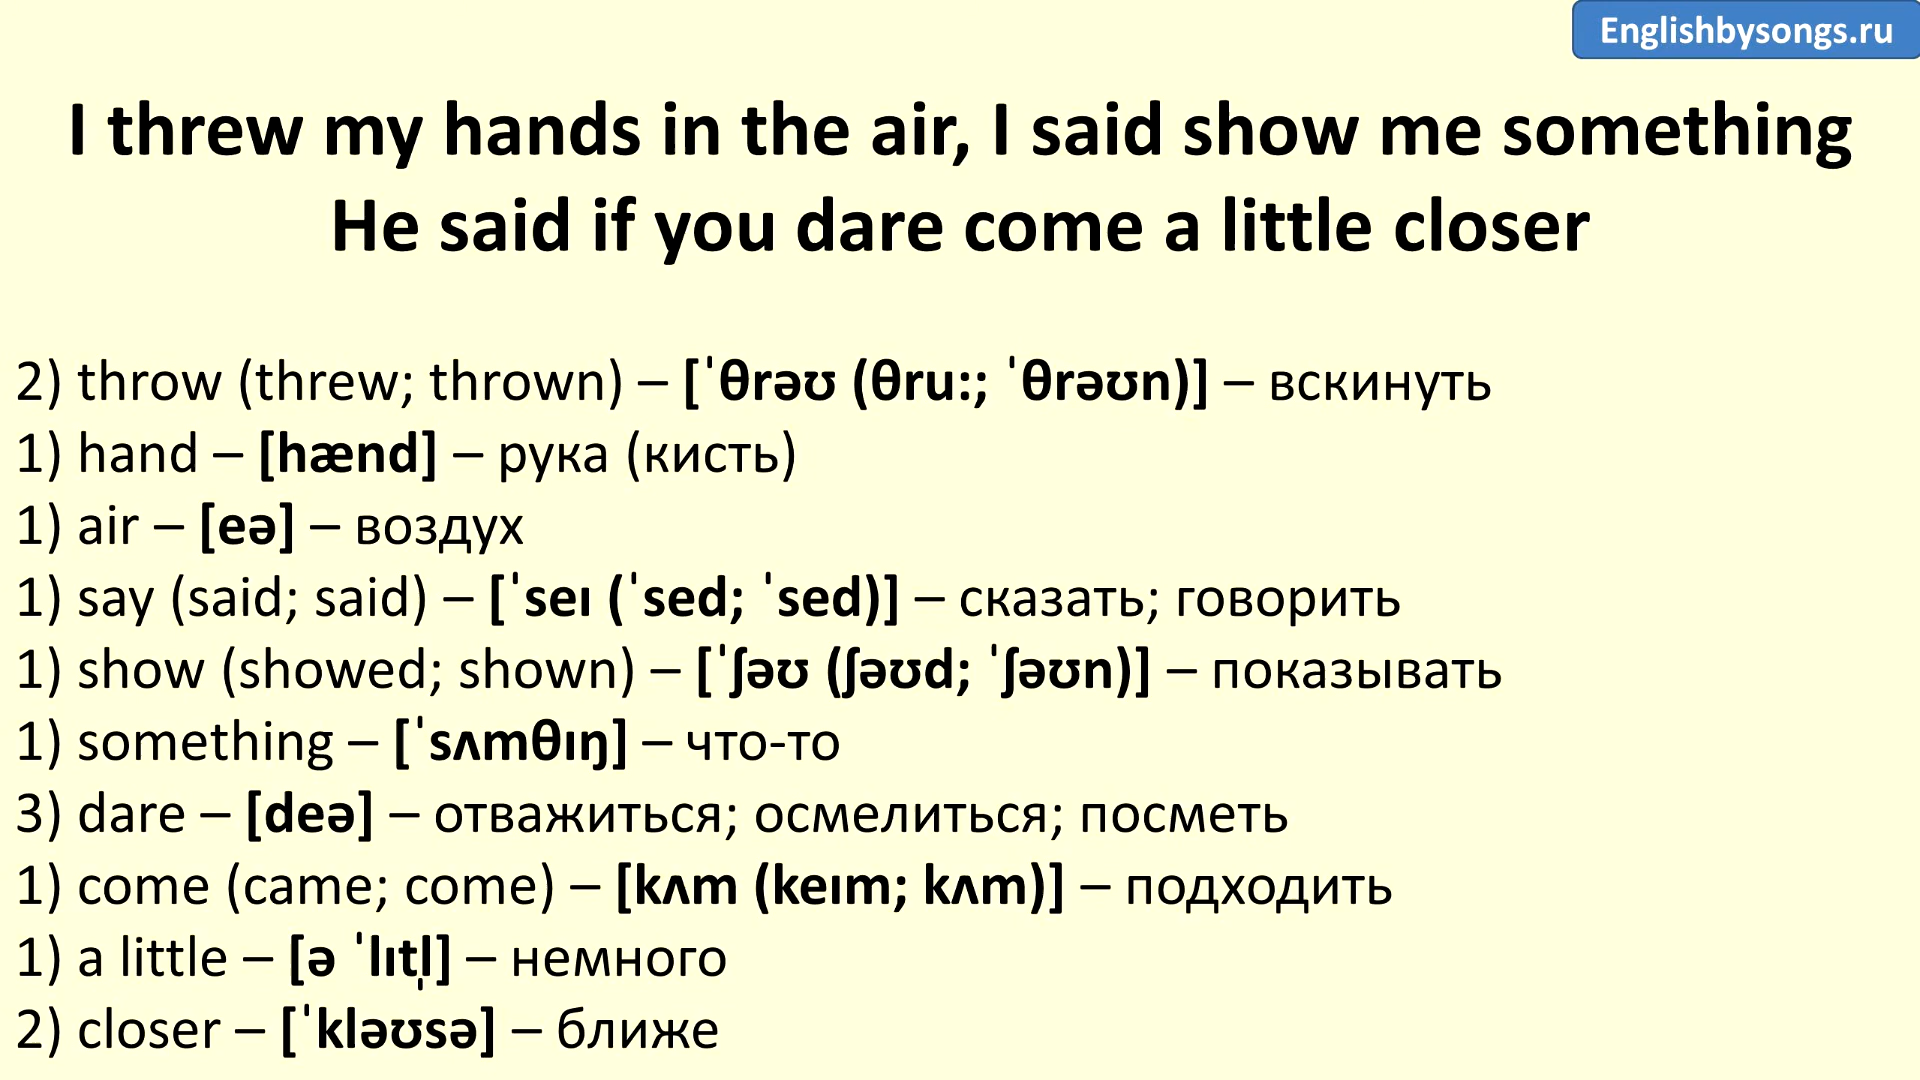 Englishbysongs.ru
I threw my hands in the air, I said show me something
He said if you dare come a little closer
2) throw (threw; thrown) – [ˈθrəʊ (θru:; ˈθrəʊn)] – вскинуть
1) hand – [hænd] – рука (кисть)
1) air – [eə] – воздух
1) say (said; said) – [ˈseɪ (ˈsed; ˈsed)] – сказать; говорить
1) show (showed; shown) – [ˈʃəʊ (ʃəʊd; ˈʃəʊn)] – показывать
1) something – [ˈsʌmθɪŋ] – что-то
3) dare – [deə] – отважиться; осмелиться; посметь
1) come (came; come) – [kʌm (keɪm; kʌm)] – подходить
1) a little – [ə ˈlɪtl̩] – немного
2) closer – [ˈkləʊsə] – ближе